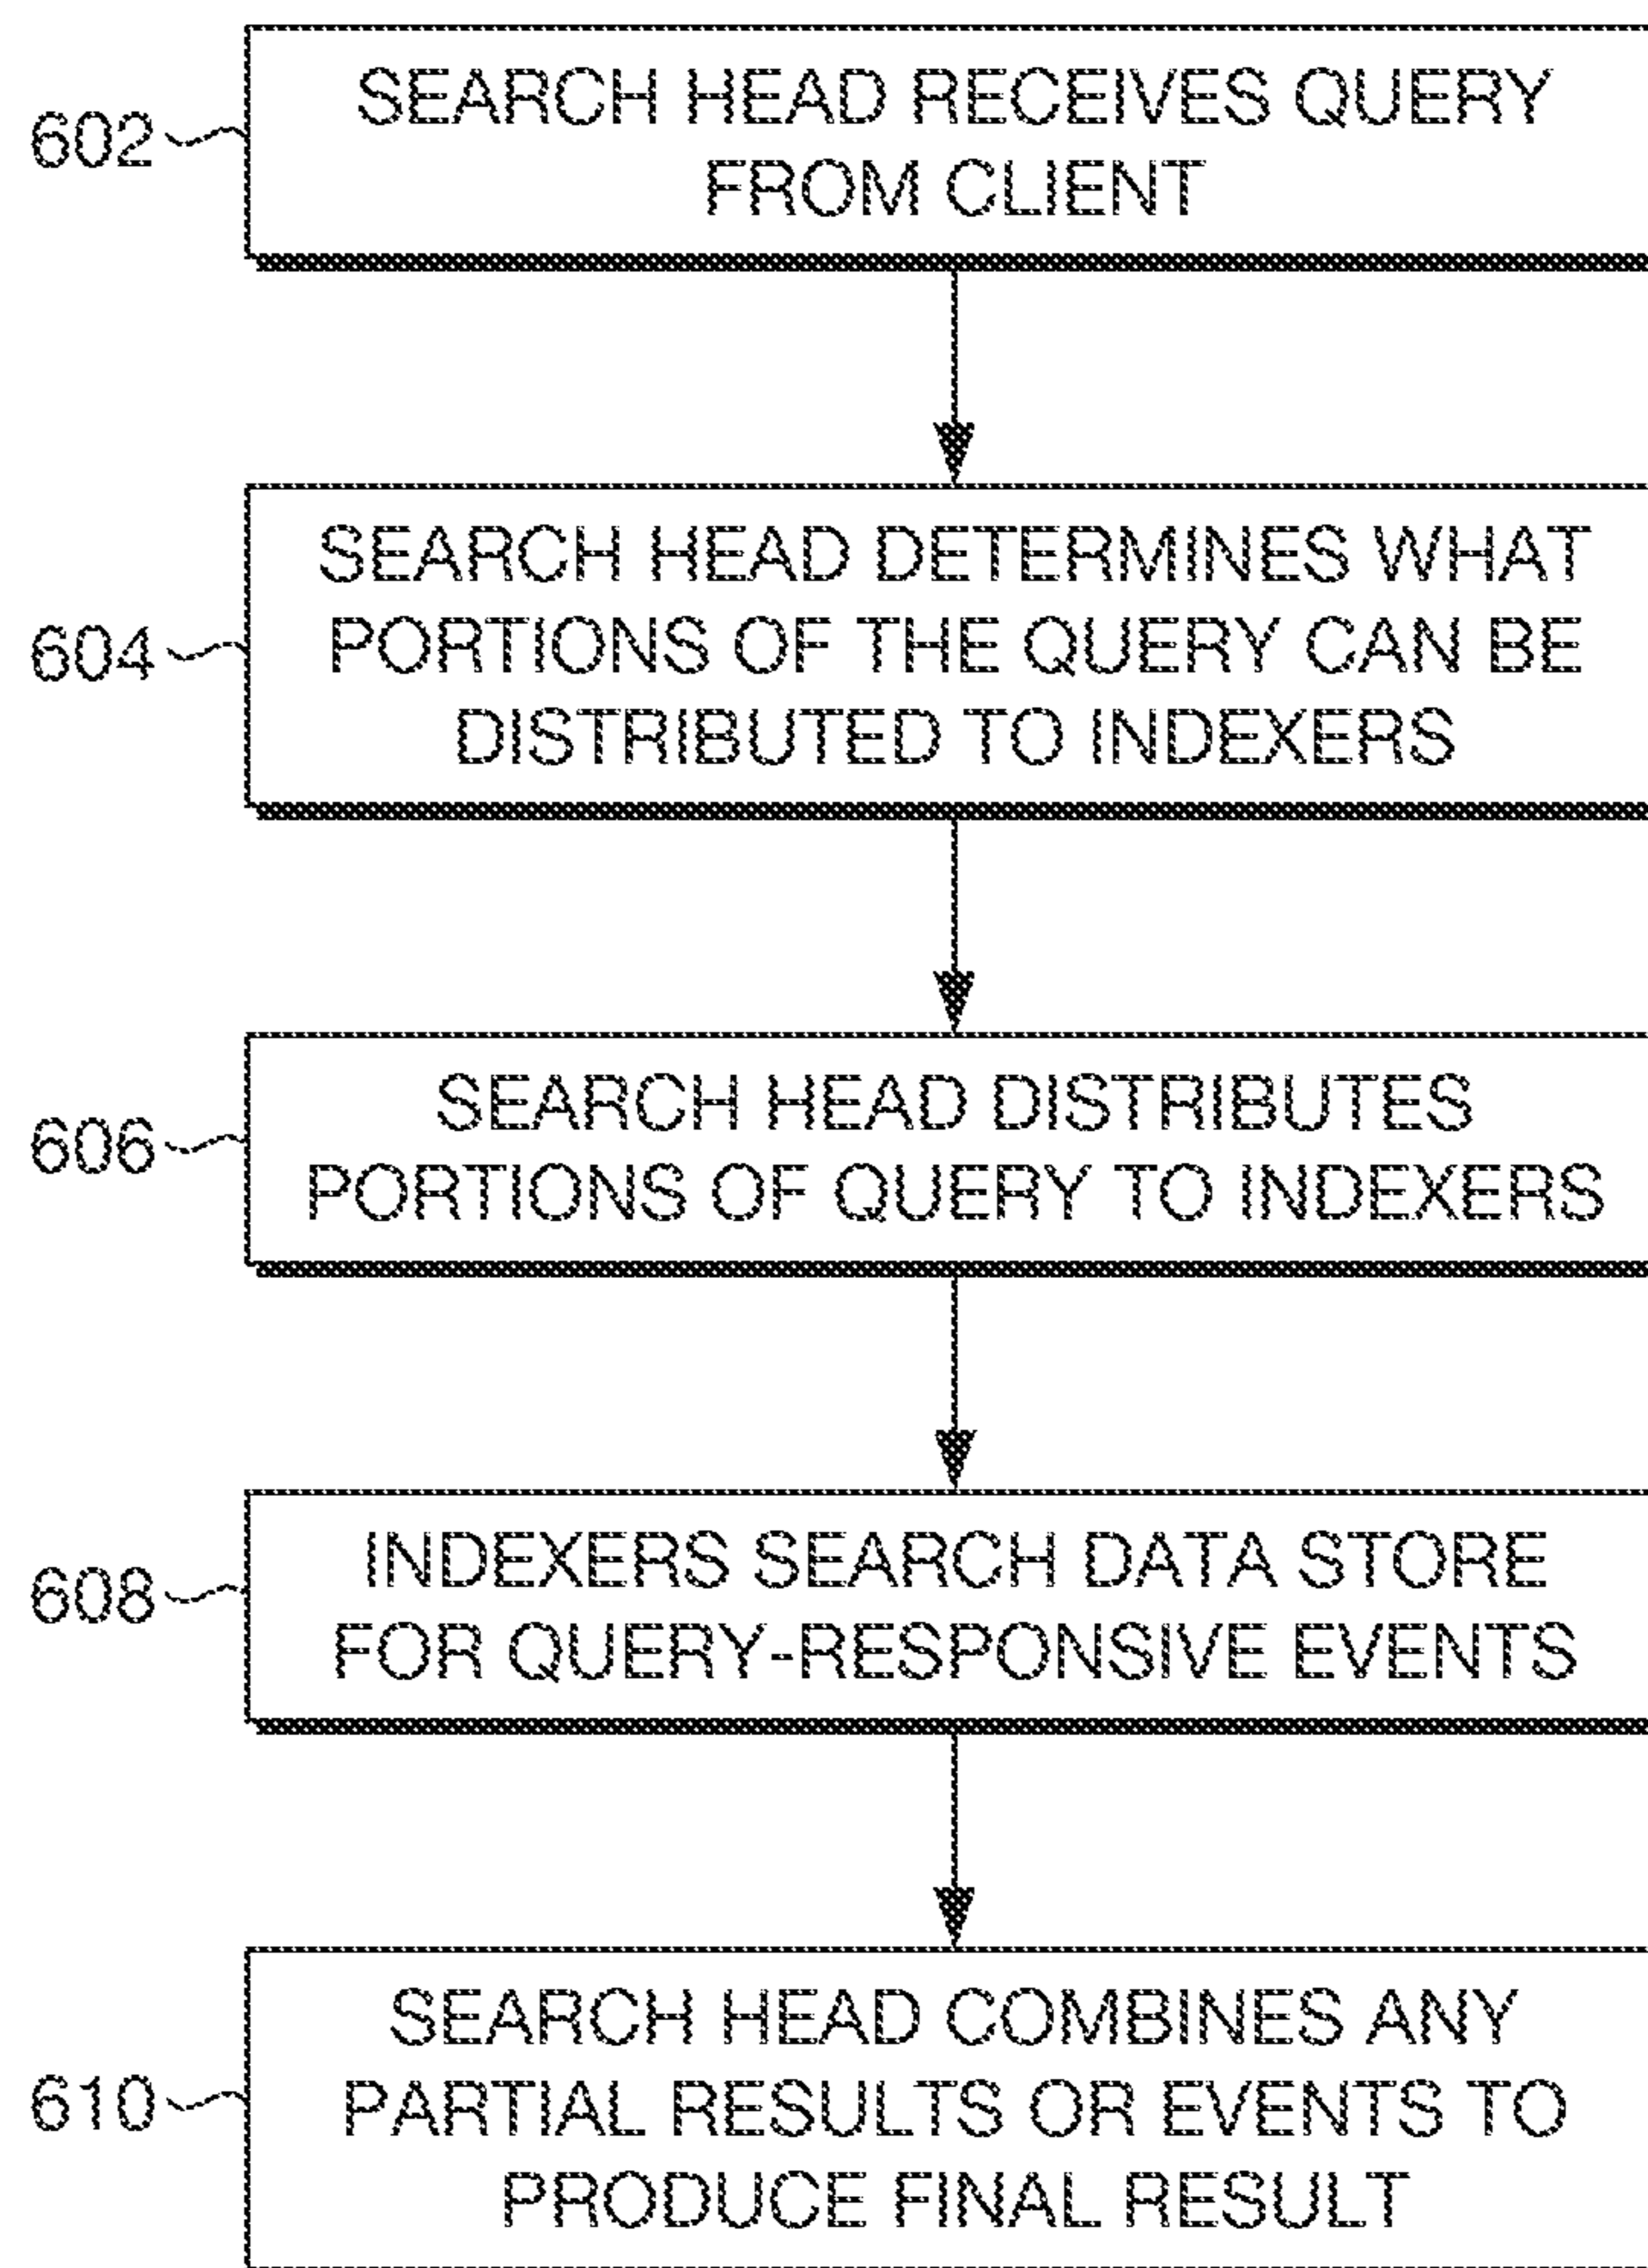 602
SEARCH HEAD RECEIVES QUERY
FROM CLIENT
604
SEARCH HEAD DETERMINES WHAT
PORTIONS OF THE QUERY CAN BE
DISTRIBUTED TO INDEXERS
606
SEARCH HEAD DISTRIBUTES
PORTIONS OF QUERY TO INDEXERS
608
INDEXERS SEARCH DATA STORE
FOR QUERY-RESPONSIVE EVENTS
610
SEARCH HEAD COMBINES ANY
PARTIAL RESULTS OR EVENTS TO
PRODUCE FINAL RESULT